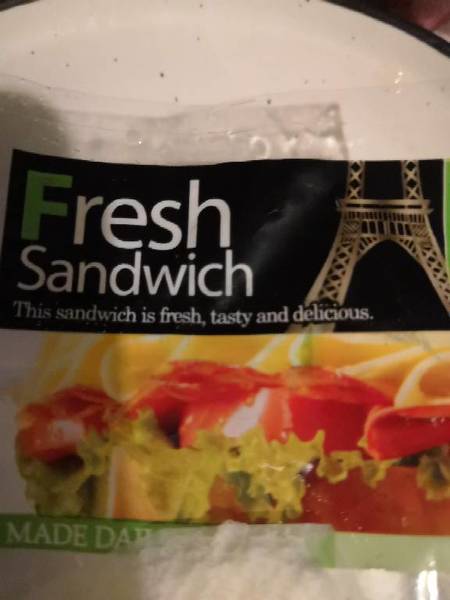 Fresh
Sandwich
This sandwich is fresh, tasty and delicious.
MADE